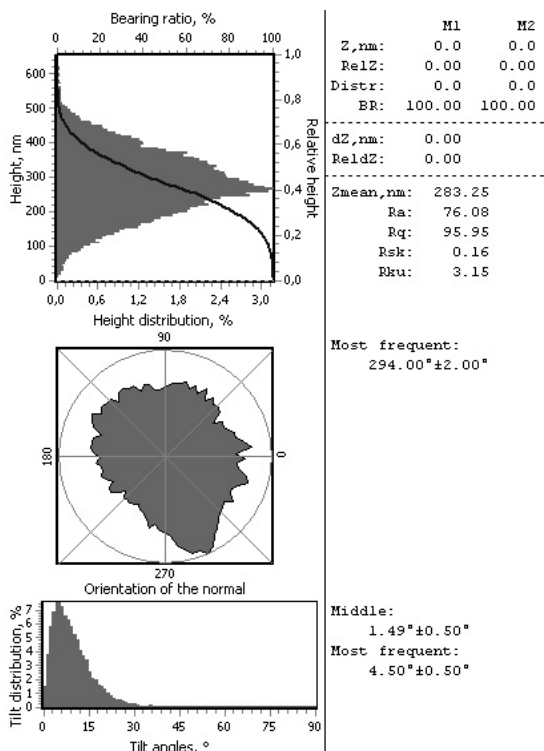 Bearing ratio, %
0 20 40 60 80 100
Height, nm
600
500
400
300
200
100
0
1,0
0,8
0,6
0,4
0,2
0,0
Relative height
0,0 0,6 1,2 1,8 2,4 3,0
Height distribution, %
90
180
0
270
Orientation of the normal
Tilt distribution, %
7
6
5
4
3
2
1
0
0 15 30 45 60 75 90
Tilt angles, °
M1 M2
Z,nm: 0.0 0.0
RelZ: 0.00 0.00
Distr: 0.0 0.0
BR: 100.00 100.00
dZ,nm: 0.00
ReldZ: 0.00
Zmean,nm: 283.25
Ra: 76.08
Rq: 95.95
Rsk: 0.16
Rku: 3.15
Most frequent:
294.00°±2.00°
Middle:
1.49°±0.50°
Most frequent:
4.50°±0.50°